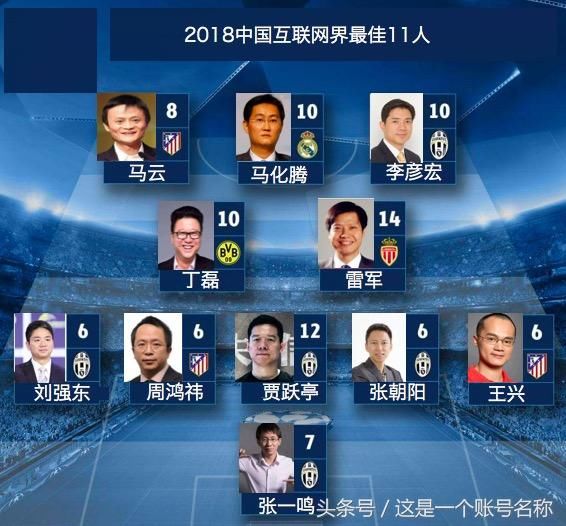 2018中国互联网界最佳11人
8
10
10
马云
马化腾
李彦宏
10
14
BVB
09
丁磊
雷军
6
6
12
6
6
刘强东
周鸿祎
贾跃亭
张朝阳
王兴
7
张一鸣
头条号 / 这是一个账号名称